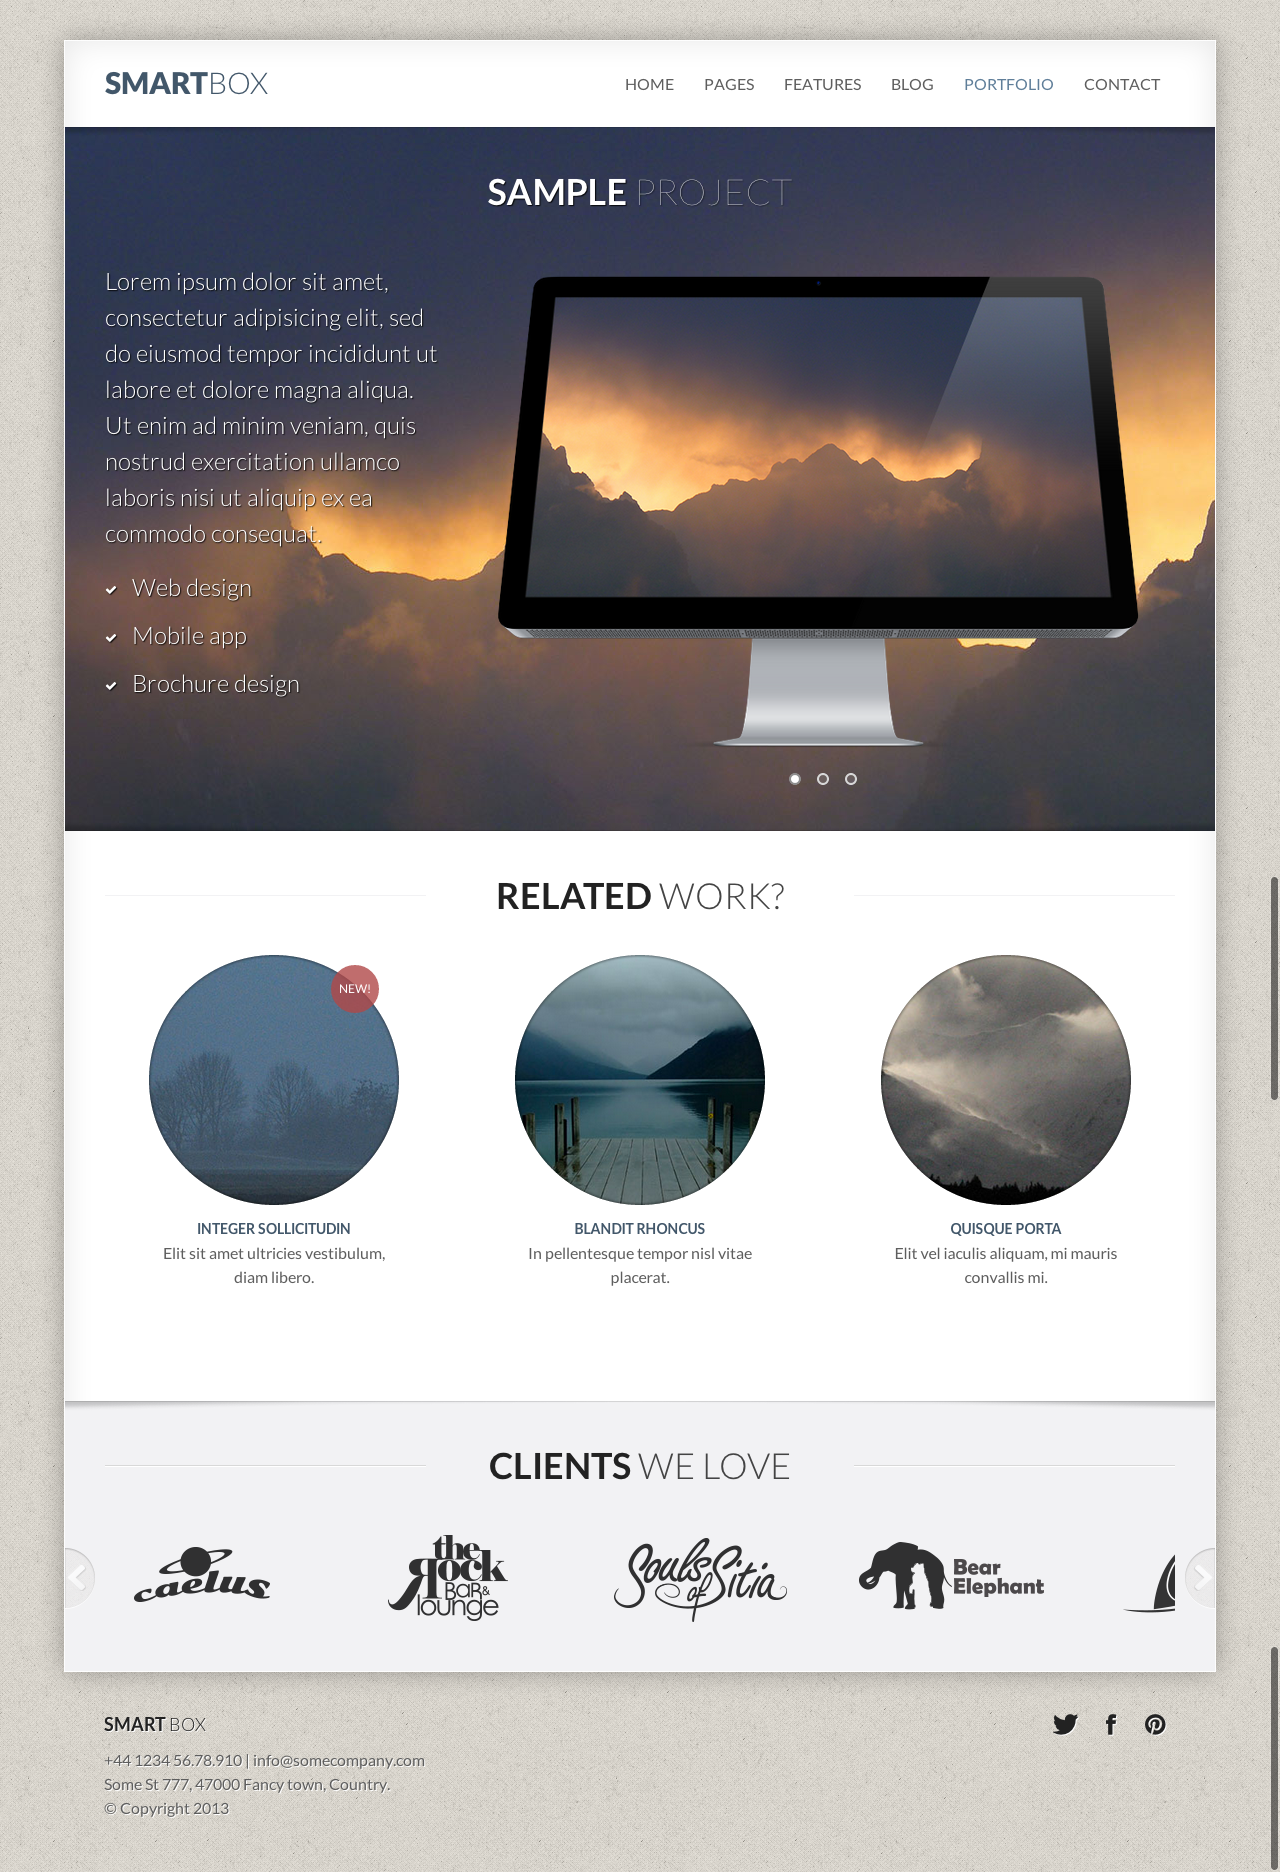 SMARTBOX
HOME PAGES FEATURES BLOG PORTFOLIO CONTACT
SAMPLE PROJECT
Lorem ipsum dolor sit amet,
consectetur adipisicing elit, sed
do eiusmod tempor incididunt ut
labore et dolore magna aliqua.
Ut enim ad minim veniam, quis
nostrud exercitation ullamco
laboris nisi ut aliquip ex ea
commodo consequat.
Web design
Mobile app
Brochure design
RELATED WORK?
NEW!
INTEGER SOLLICITUDIN
Elit sit amet ultricies vestibulum,
diam libero.
BLANDIT RHONCUS
In pellentesque tempor nisl vitae
placerat.
QUISQUE PORTA
Elit vel iaculis aliquam, mi mauris
convallis mi.
CLIENTS WE LOVE
caelus
the
Rock
BaR&
lounge
Souls
of Sitia
Bear
Elephant
SMART BOX
+44 1234 56.78.910 | info@somecompany.com
Some St 777, 47000 Fancy town, Country.
© Copyright 2013